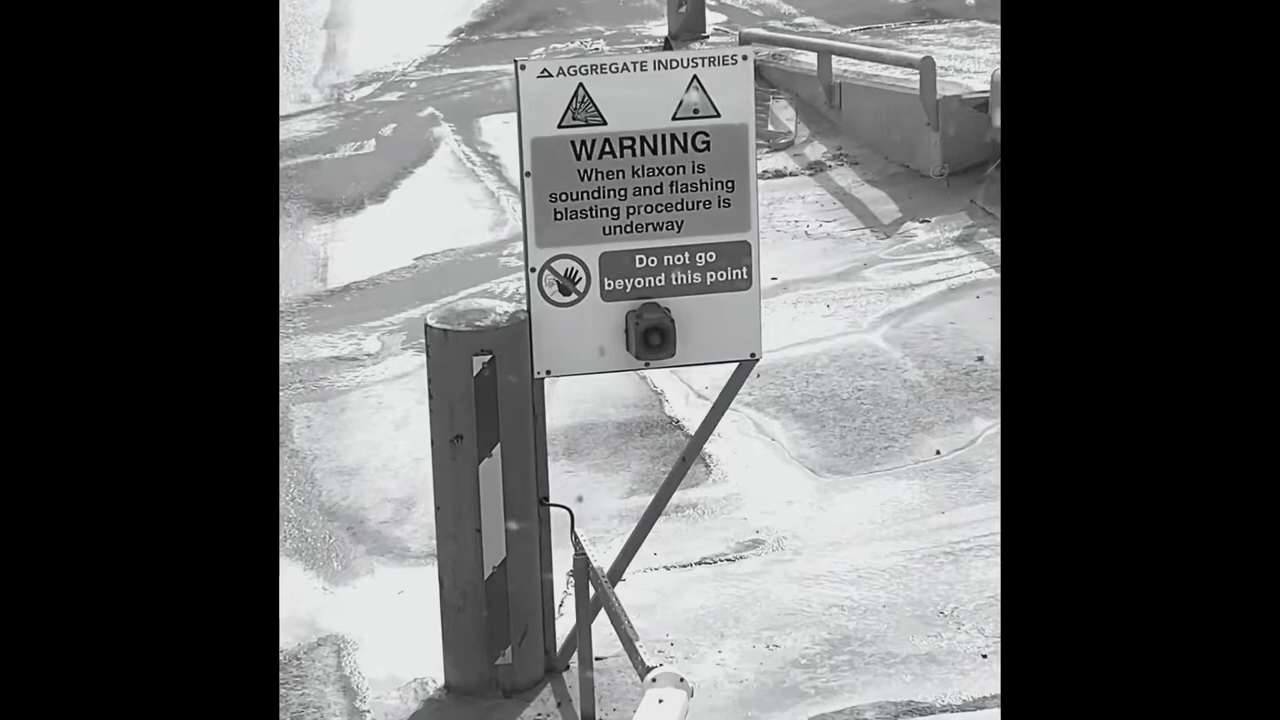 AGGREGATE INDUSTRIES
WARNING
When klaxon is
sounding and flashing
blasting procedure is
underway
Do not go
beyond this point